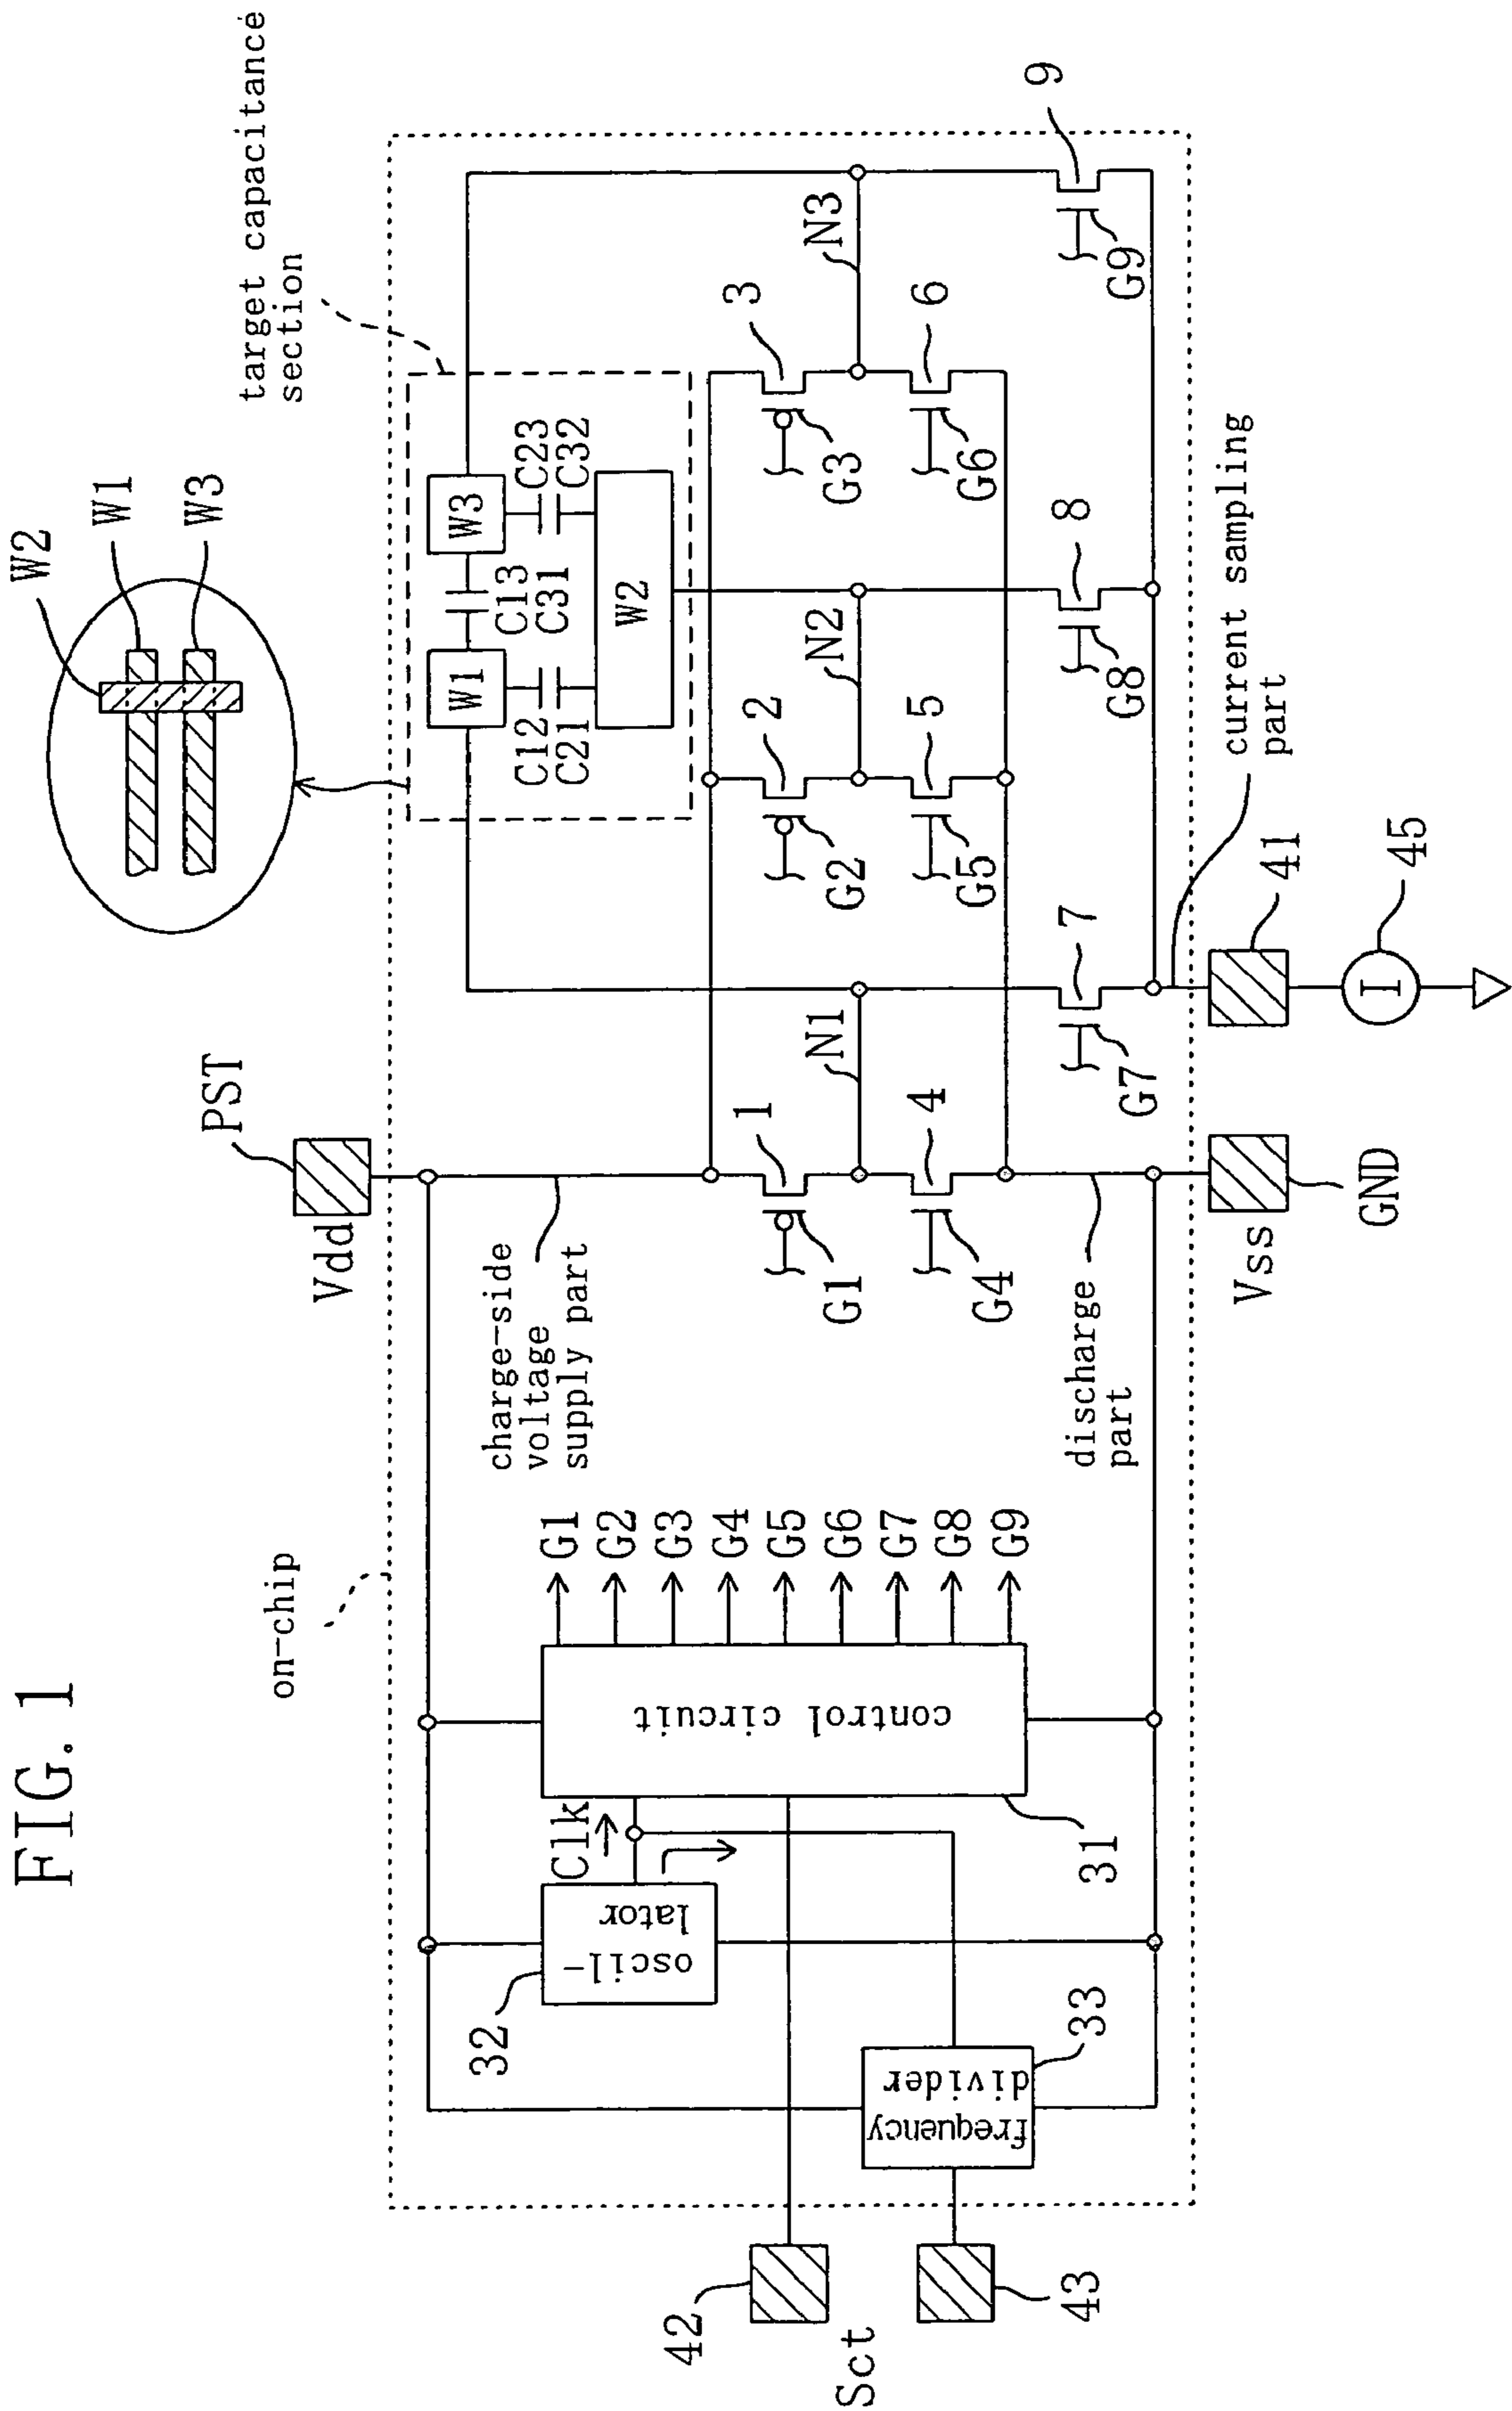 FIG. 1
W2
W1
W3
target capacitance
section
PST
Vdd
on-chip
W1
W3
C13
C31
C12
C21
C23
C32
W2
charge-side
voltage
supply part
32
oscil-
lator
Clk
control circuit
31
G1
G2
G3
G4
G5
G6
G7
G8
G9
1
G1
2
G2
3
G3
N1
N2
N3
4
G4
5
G5
6
G6
7
G7
8
G8
9
G9
discharge
part
frequency
divider
33
42
Sct
43
Vss
GND
41
45
I
current sampling
part